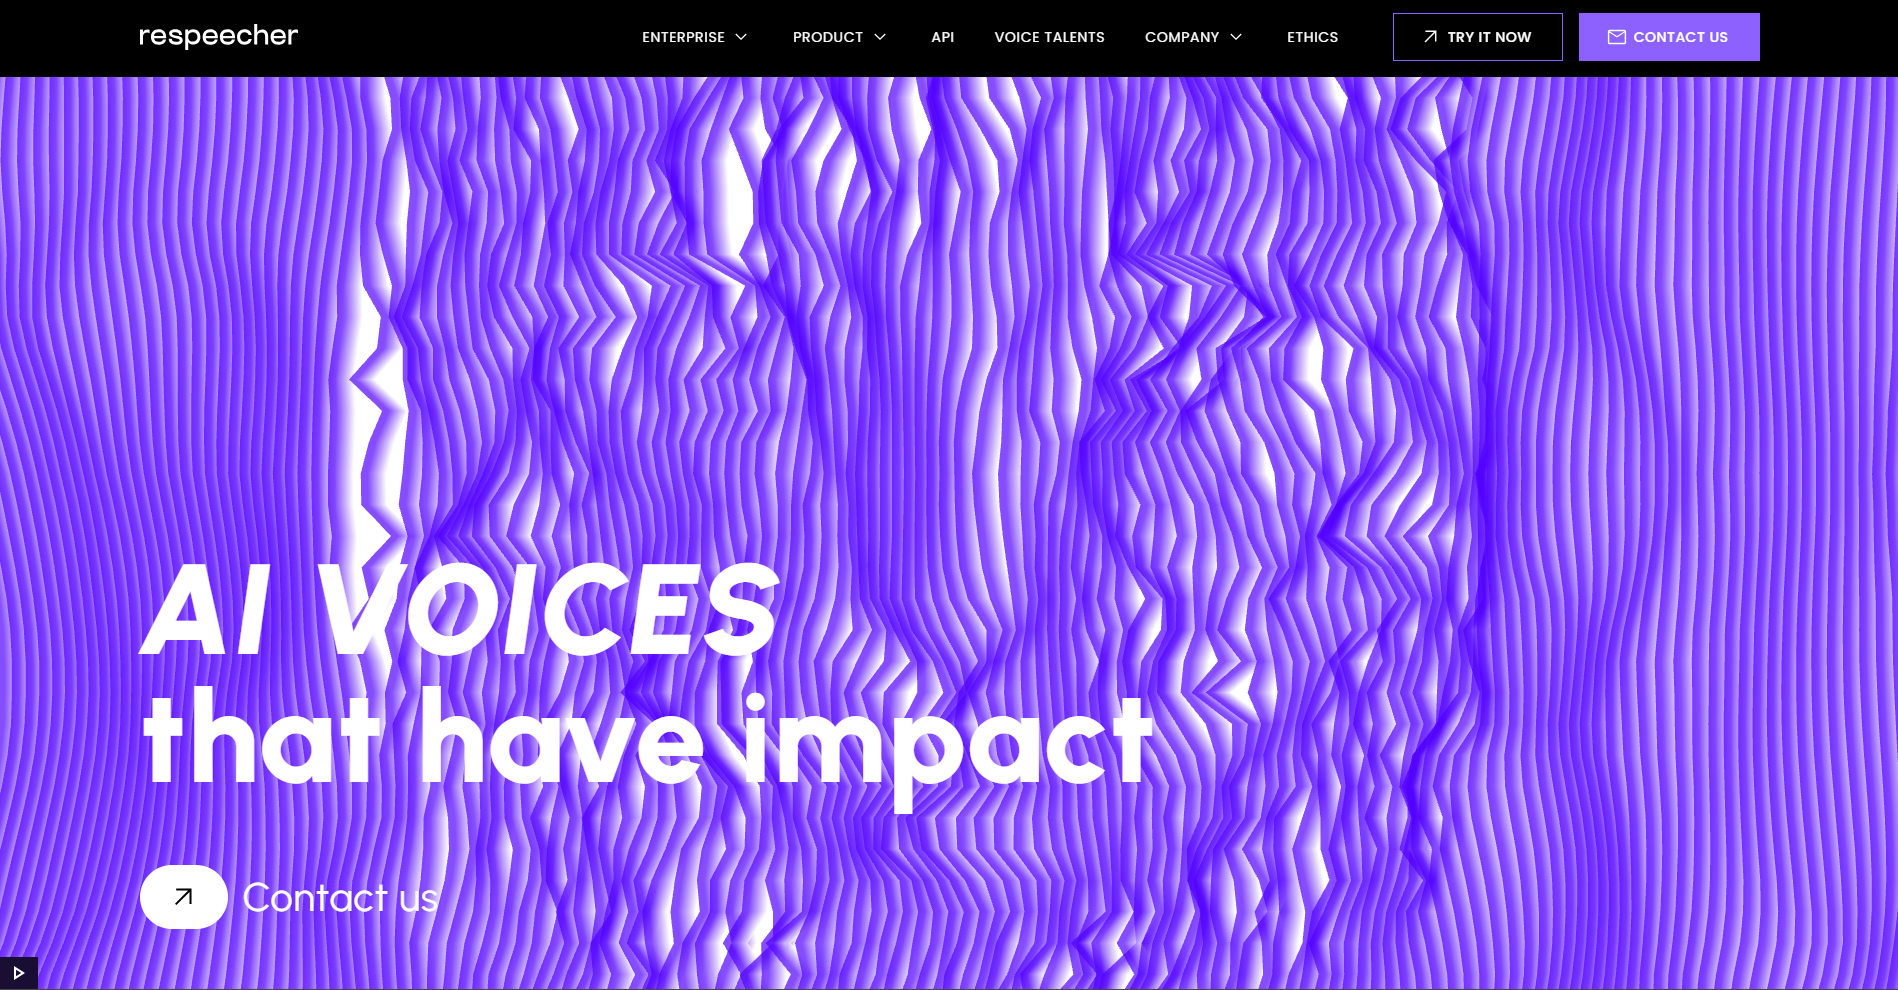 respeecher
ENTERPRISE
PRODUCT
API
VOICE TALENTS
COMPANY
ETHICS
TRY IT NOW
CONTACT US
AI VOICES
that have impact
Contact us